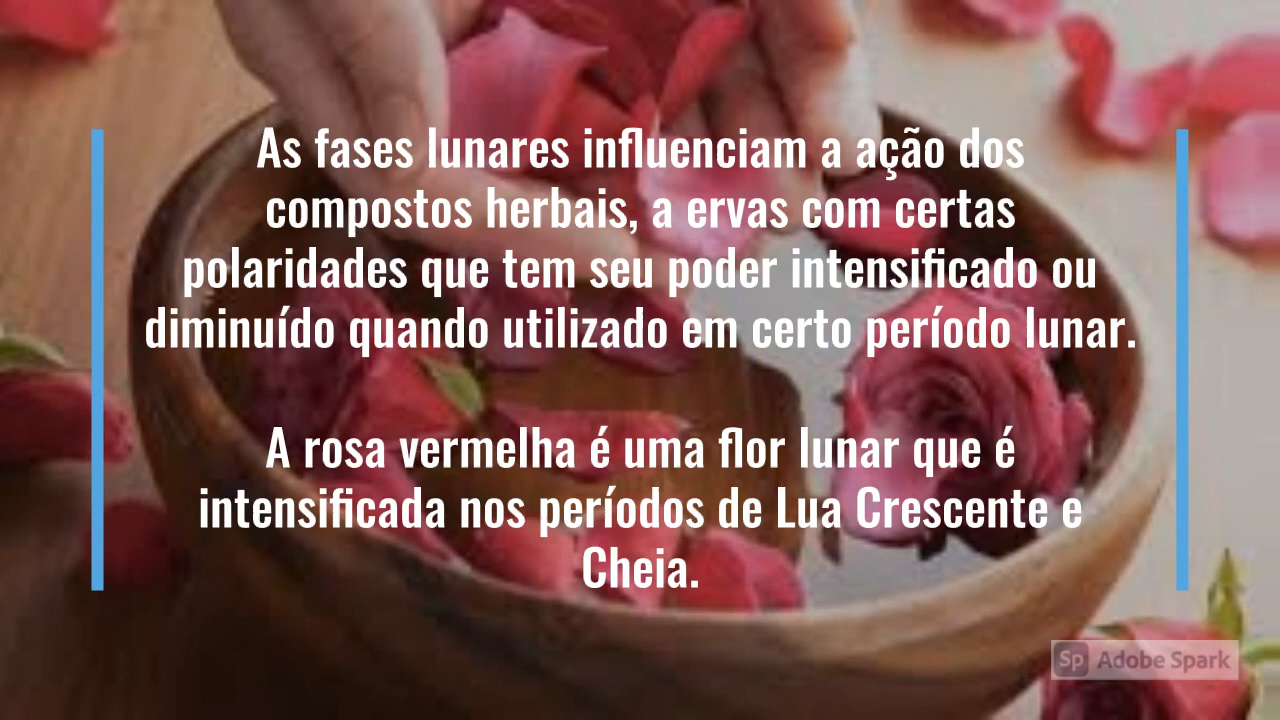 As fases lunares influenciam a ação dos
compostos herbais, a ervas com certas
polaridades que tem seu poder intensificado ou
diminuído quando utilizado em certo período lunar.
A rosa vermelha é uma flor lunar que é
intensificada nos períodos de Lua Crescente e
Cheia.
Sp Adobe Spark